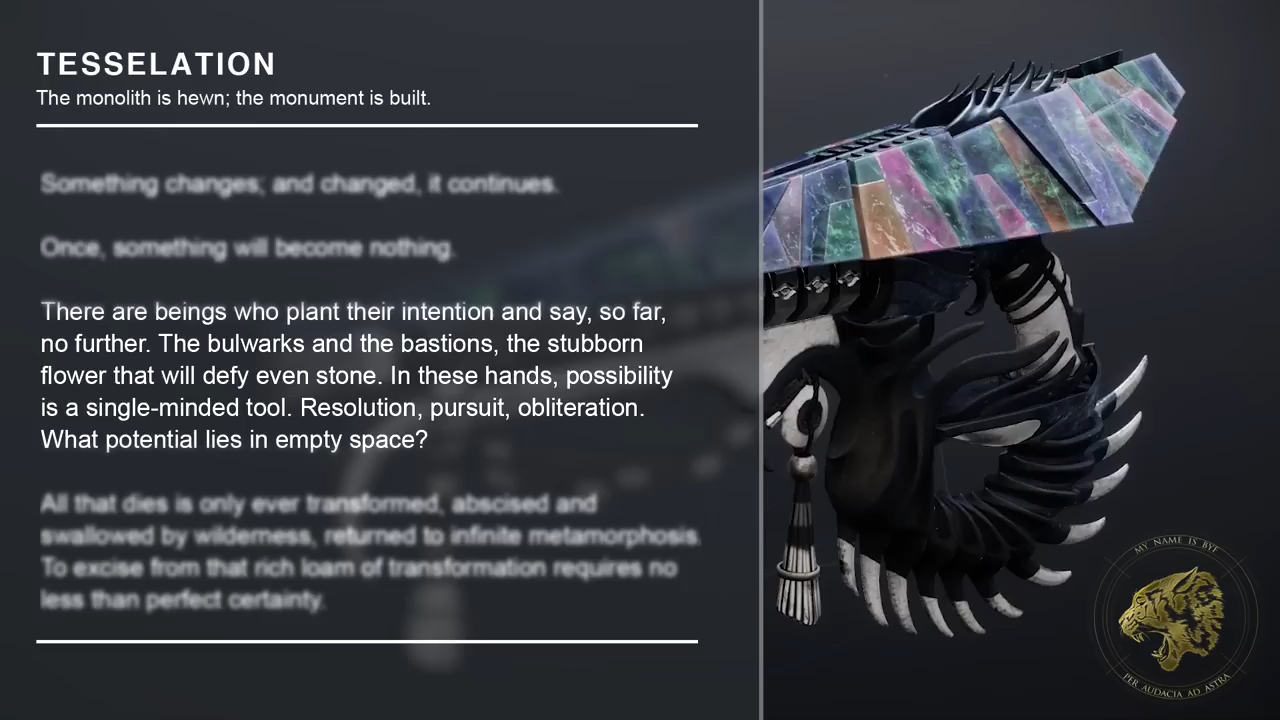 TESSELATION
The monolith is hewn; the monument is built.
Something changes; and changed, it continues.
Once, something will become nothing.
There are beings who plant their intention and say, so far,
no further. The bulwarks and the bastions, the stubborn
flower that will defy even stone. In these hands, possibility
is a single-minded tool. Resolution, pursuit, obliteration.
What potential lies in empty space?
All that dies is only ever transformed, abscised and
swallowed by wilderness, returned to infinite metamorphosis.
To excise from that rich loam of transformation requires no
less than perfect certainty.
MY NAME IS BYF
PER AUDACIA AD ASTRA